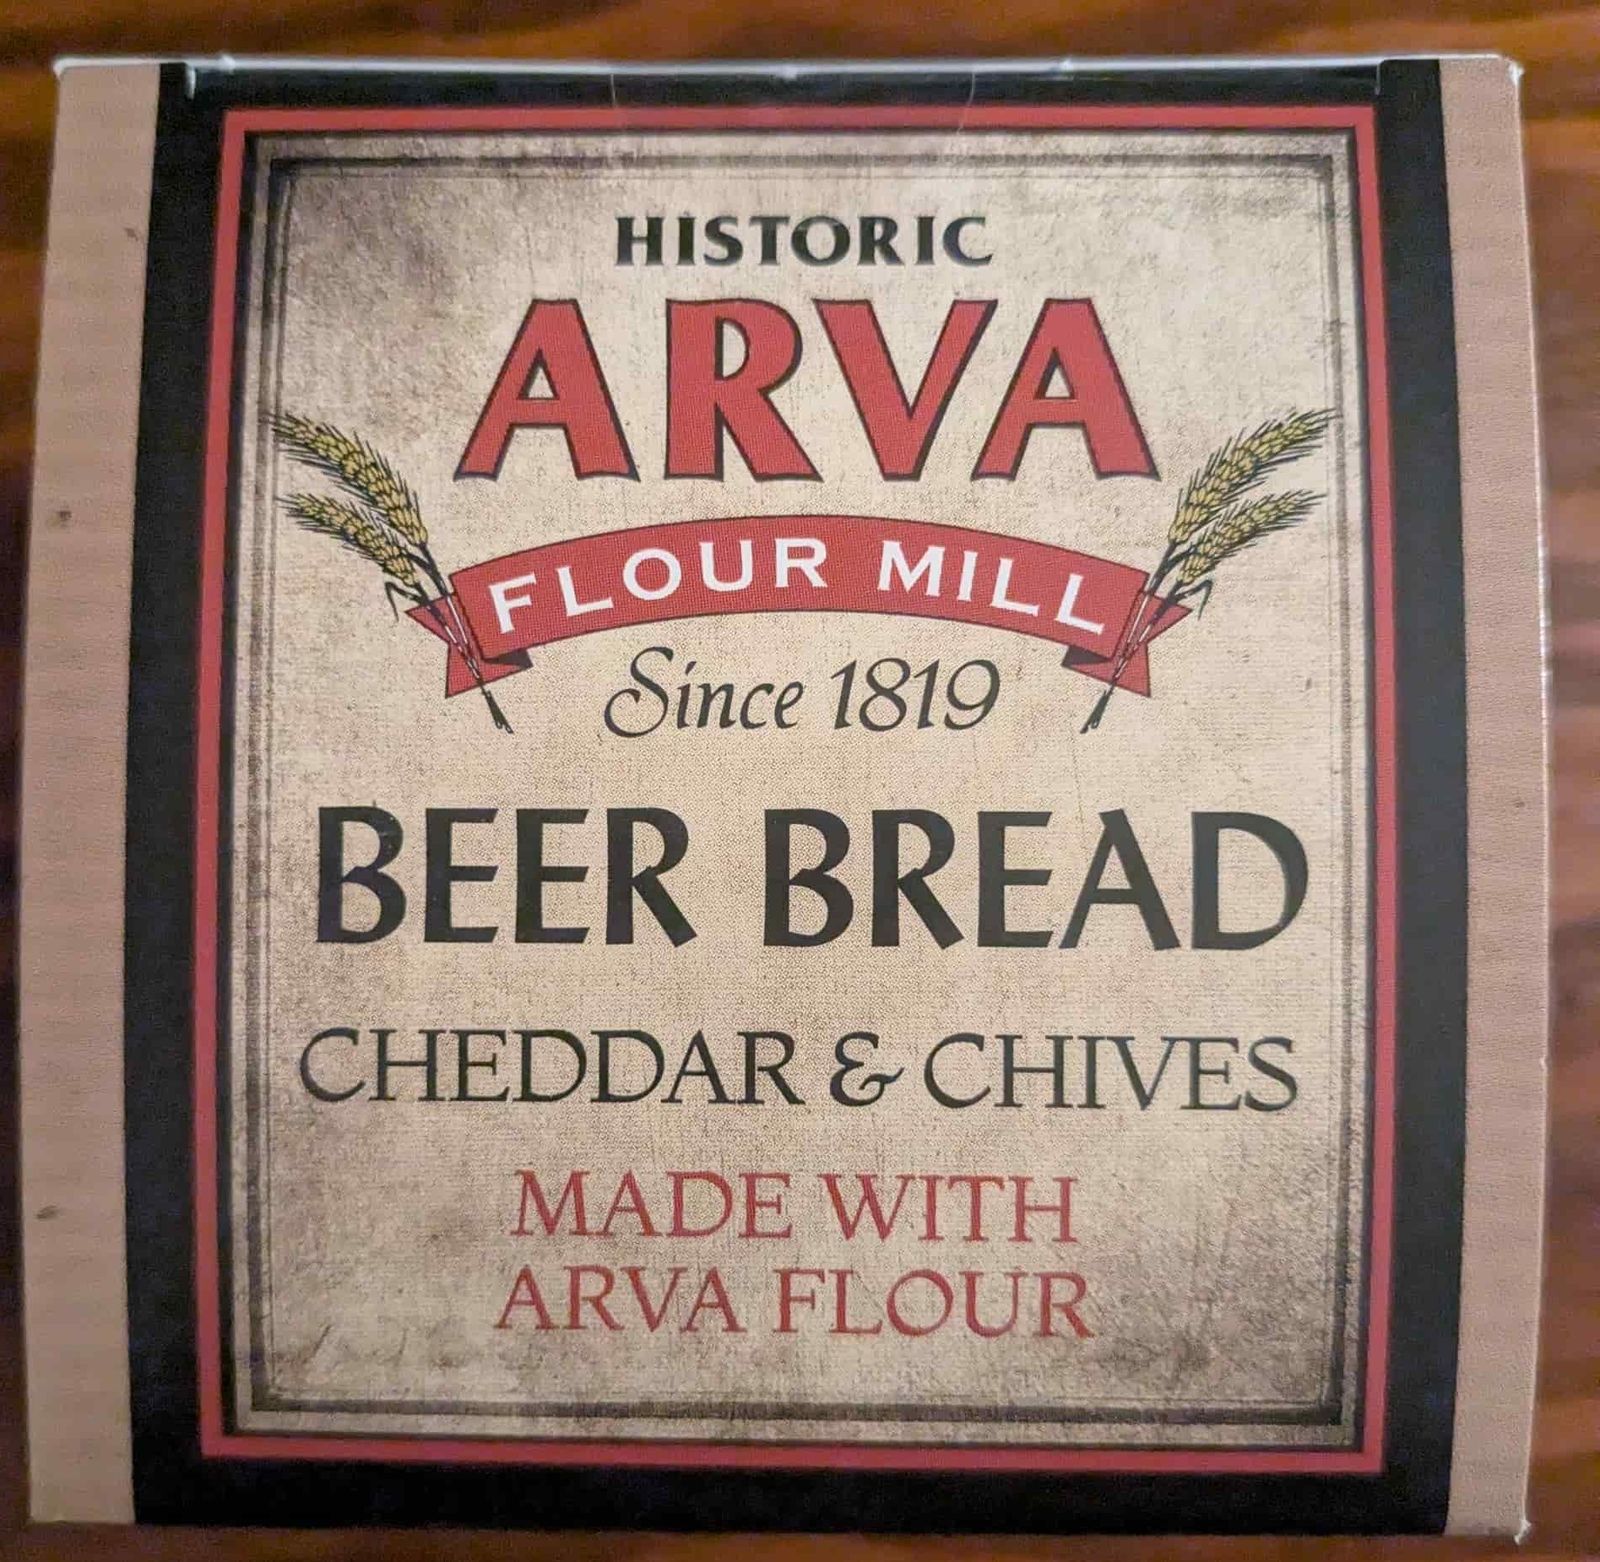 HISTORIC
ARVA
FLOUR MILL
Since 1819
BEER BREAD
CHEDDAR & CHIVES
MADE WITH
ARVA FLOUR